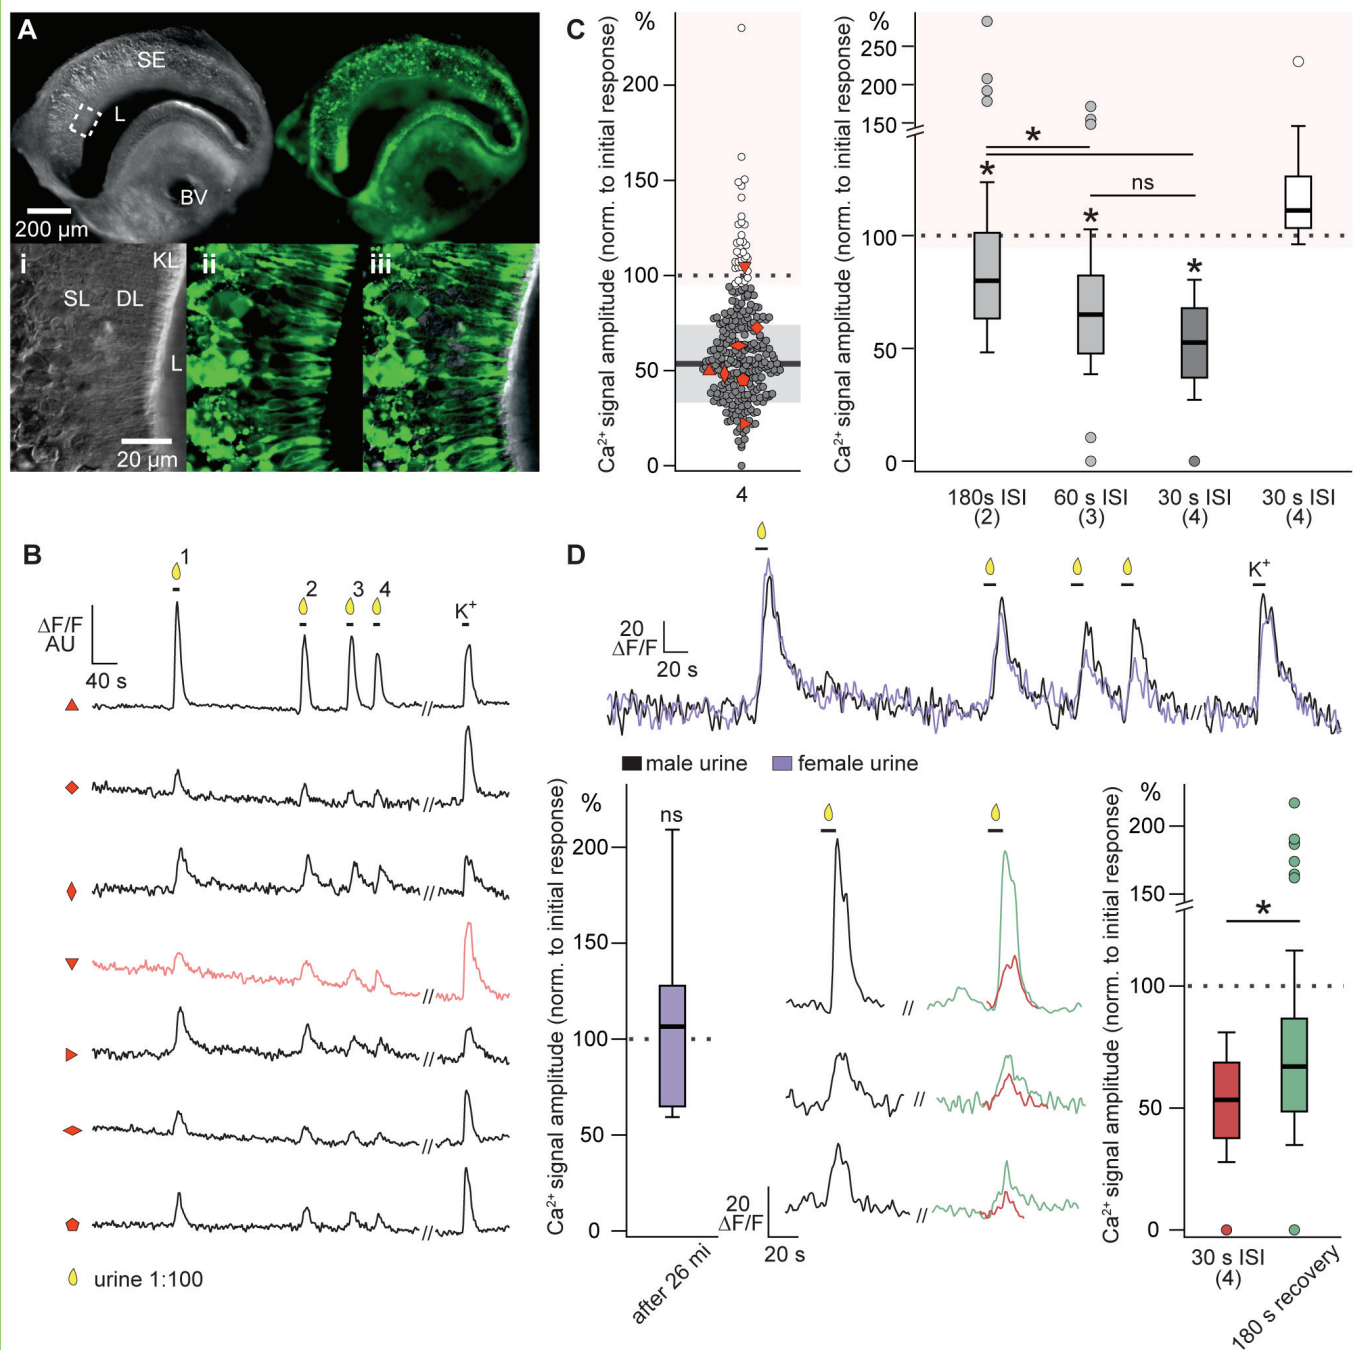 A
SE
L
BV
200 µm
i
KL
SL
DL
L
20 µm
ii
iii
C
%
Ca²⁺ signal amplitude (norm. to initial response)
200
150
100
50
0
4
%
Ca²⁺ signal amplitude (norm. to initial response)
250
200
150
100
50
0
*
*
*
ns
*
180s ISI
(2)
60 s ISI
(3)
30 s ISI
(4)
30 s ISI
(4)
B
1
2
3
4
K⁺
ΔF/F
AU
40 s
urine 1:100
D
K⁺
20
ΔF/F
20 s
male urine
female urine
%
Ca²⁺ signal amplitude (norm. to initial response)
ns
200
150
100
50
0
after 26 mi
20
ΔF/F
20 s
%
Ca²⁺ signal amplitude (norm. to initial response)
200
150
100
50
0
*
30 s ISI
(4)
180 s recovery